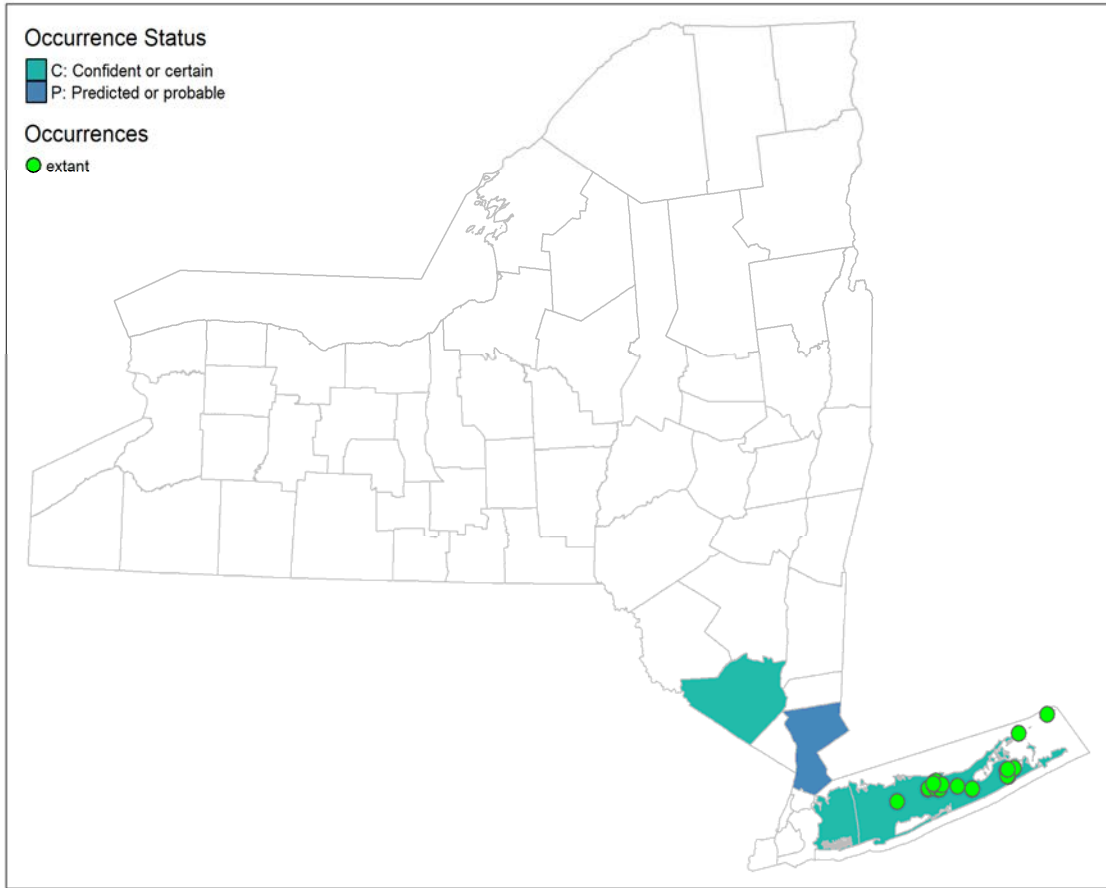 Occurrence Status
C: Confident or certain
P: Predicted or probable
Occurrences
extant